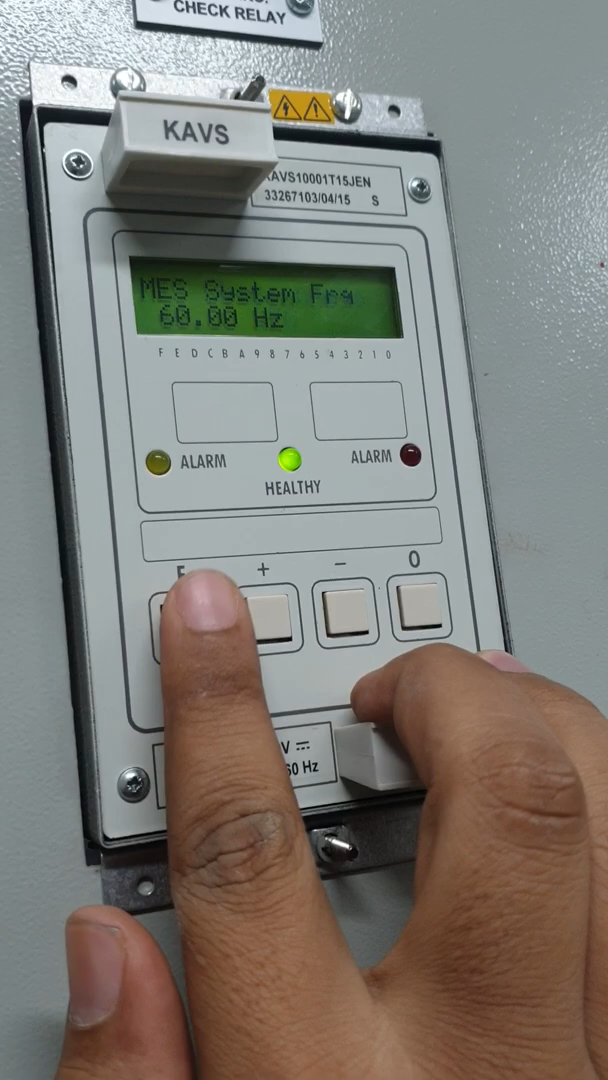 CHECK RELAY
KAVS
AVS10001T15JEN
33267103/04/15 S
MES System Frq
60.00 Hz
F E D C B A 9 8 7 6 5 4 3 2 1 0
ALARM
ALARM
HEALTHY
+ − 0
V
60 Hz